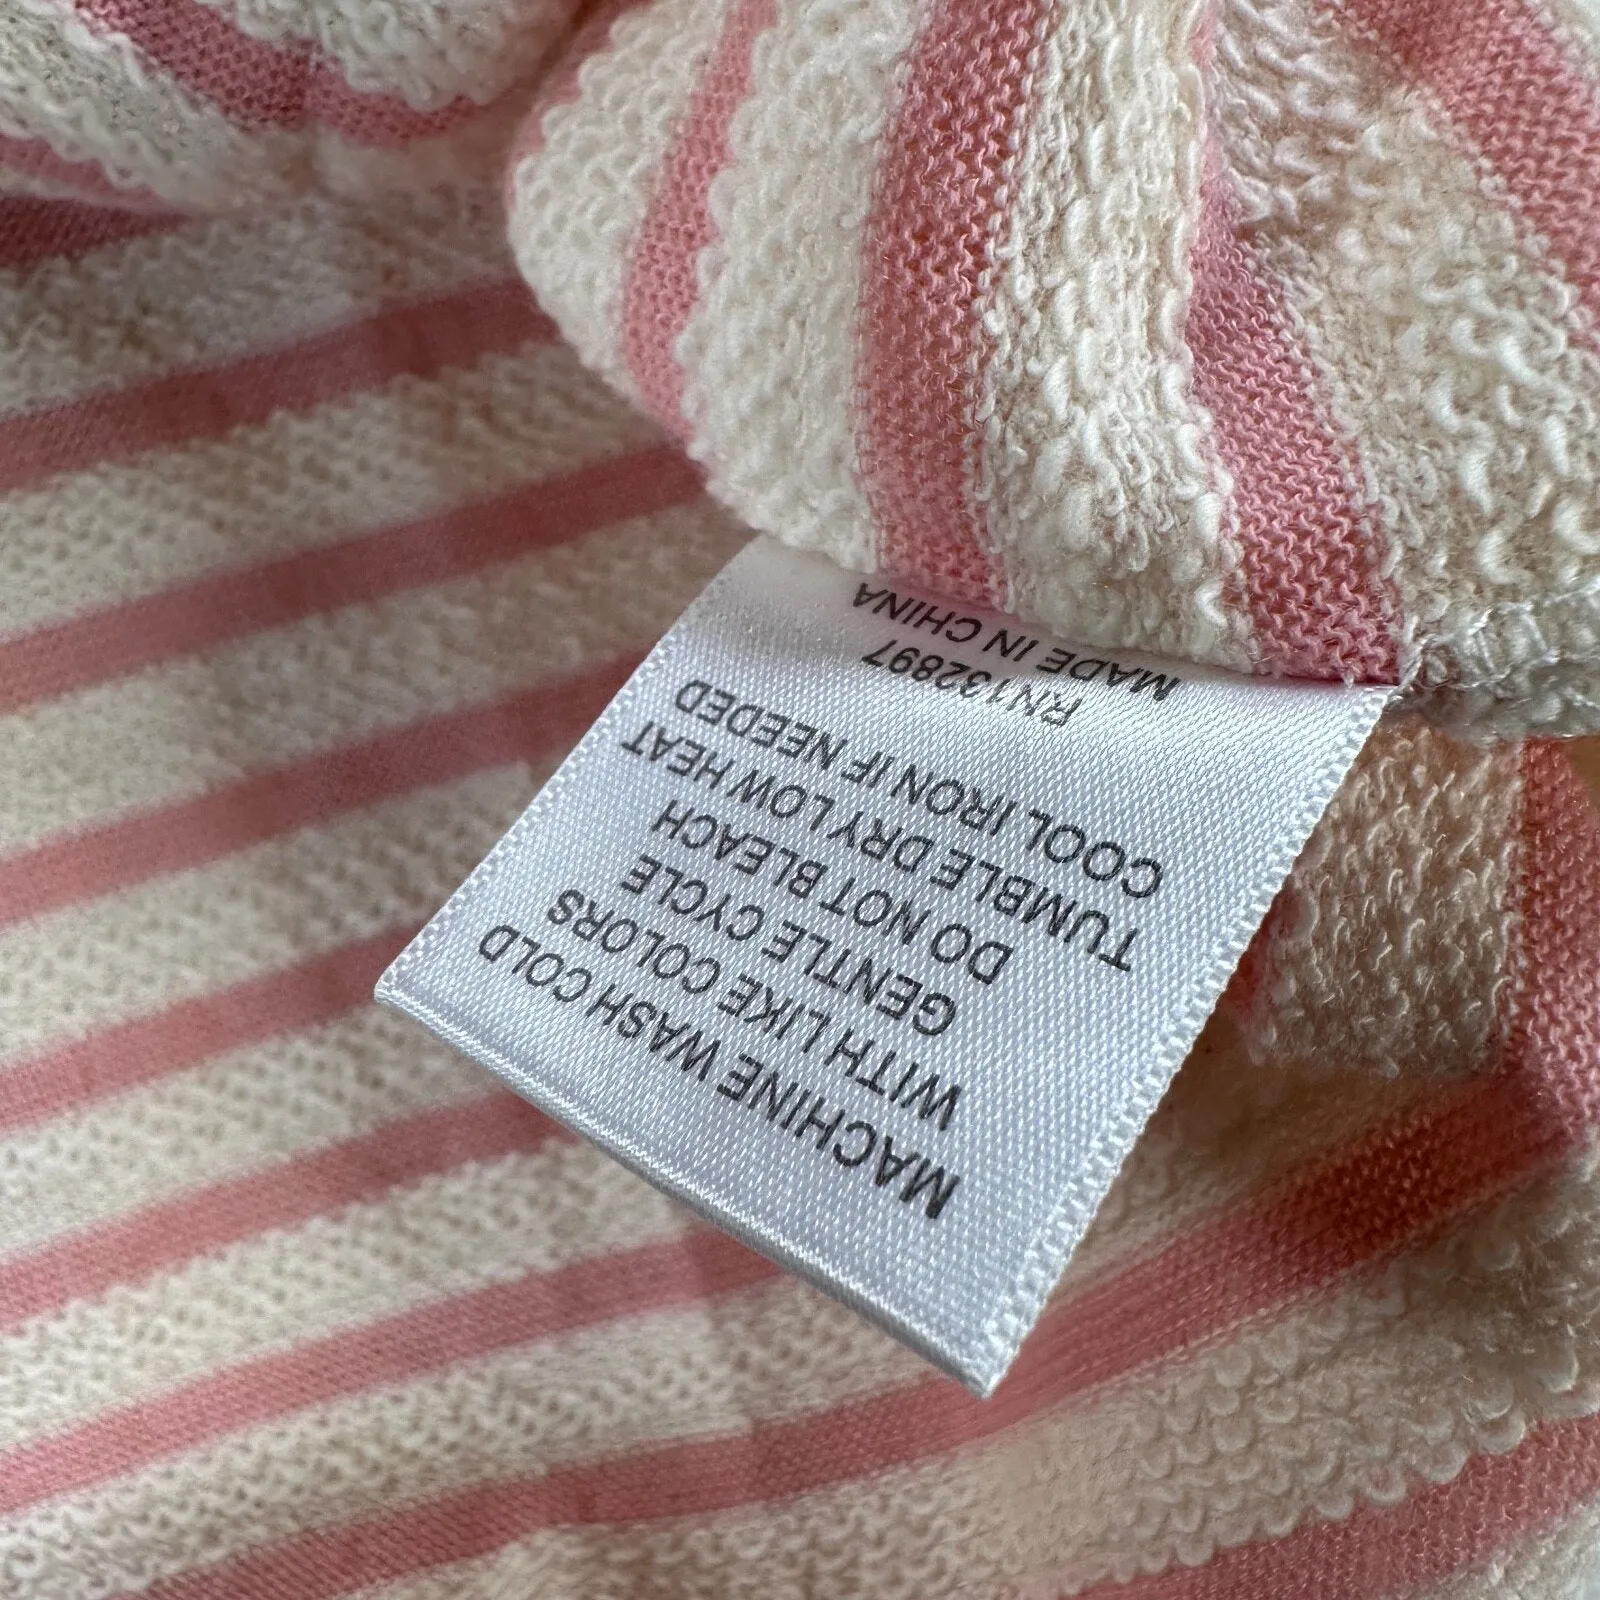 MACHINE WASH COLD
WITH LIKE COLORS
GENTLE CYCLE
DO NOT BLEACH
TUMBLE DRY LOW HEAT
COOL IRON IF NEEDED
RN132897
MADE IN CHINA